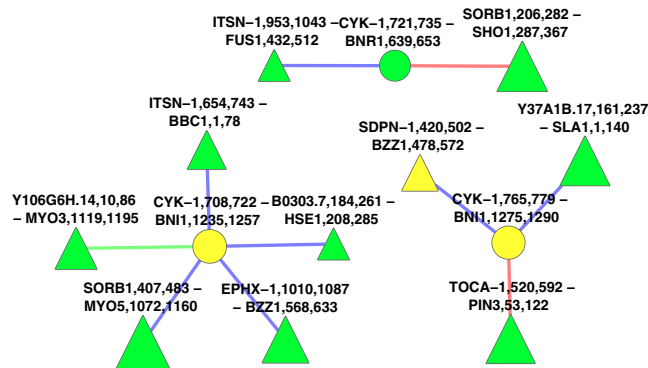 ITSN–1,953,1043 –
FUS1,432,512
CYK–1,721,735 –
BNR1,639,653
SORB1,206,282 –
SHO1,287,367
ITSN–1,654,743 –
BBC1,1,78
SDPN–1,420,502 –
BZZ1,478,572
Y37A1B.17,161,237
– SLA1,1,140
Y106G6H.14,10,86
– MYO3,1119,1195
CYK–1,708,722 –
BNI1,1235,1257
B0303.7,184,261 –
HSE1,208,285
CYK–1,765,779 –
BNI1,1275,1290
SORB1,407,483 –
MYO5,1072,1160
EPHX–1,1010,1087
– BZZ1,568,633
TOCA–1,520,592 –
PIN3,53,122